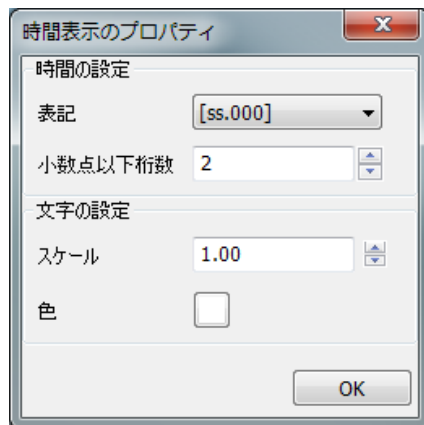 時間表示のプロパティ
時間の設定
表記 [ss.000]
小数点以下桁数 2
文字の設定
スケール 1.00
色
OK